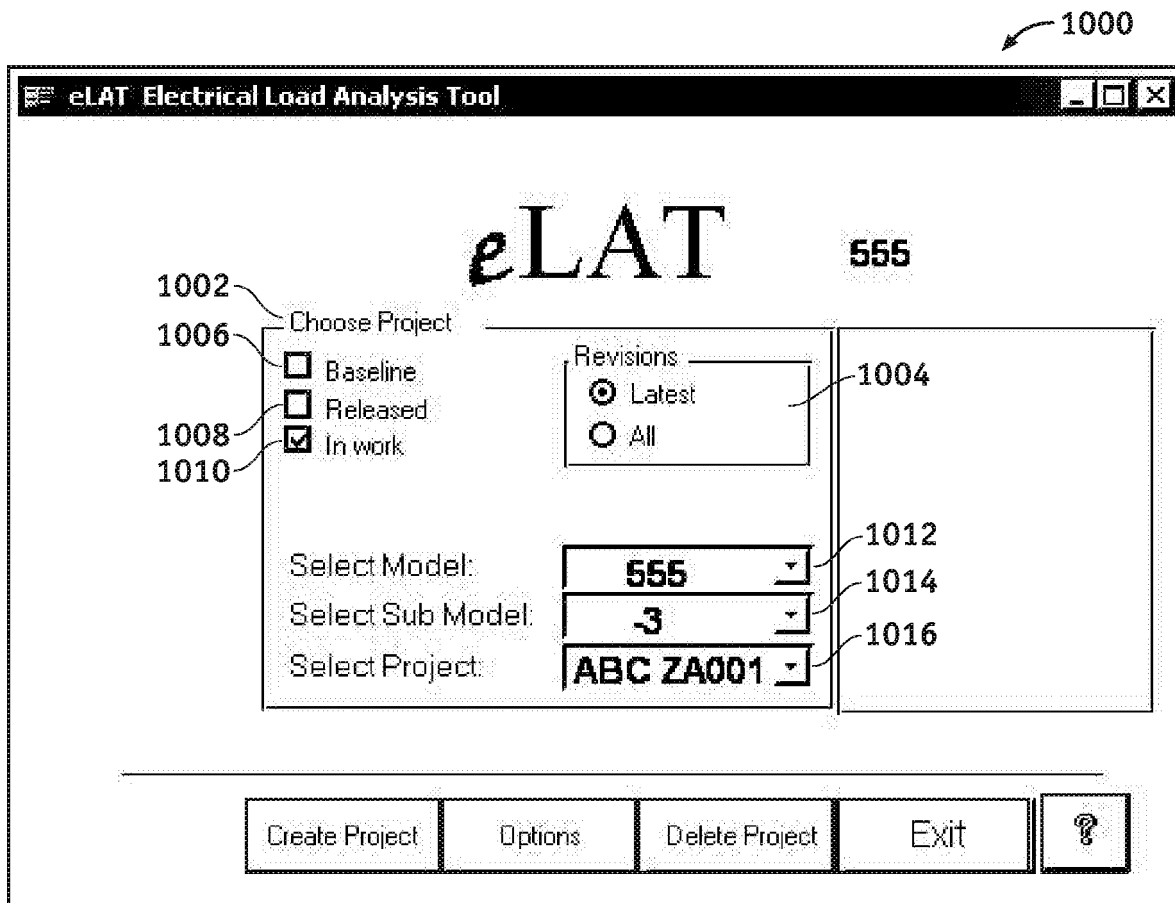 1000
eLAT Electrical Load Analysis Tool
eLAT 555
1002
Choose Project
1006
Baseline
Released
1008
In work
1010
Revisions
Latest
All
1004
Select Model: 555 1012
Select Sub Model: -3 1014
Select Project: ABC ZA001 1016
Create Project Options Delete Project Exit ?